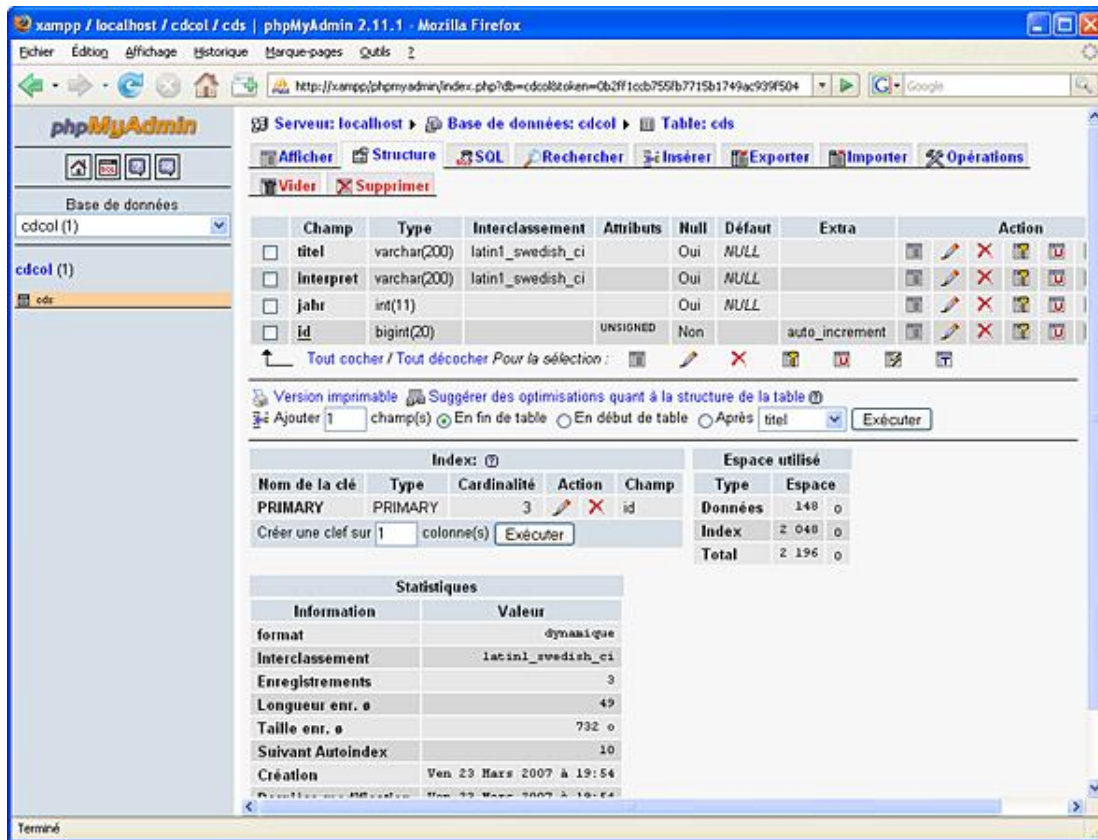 xampp / localhost / cdcol / cds | phpMyAdmin 2.11.1 - Mozilla Firefox
Fichier Édition Affichage Historique Marque-pages Outils ?
http://xampp/phpmyadmin/index.php?db=cdcol&token=0b2ff1ccb755fb7715b1749ac939f504 Google
phpMyAdmin
Serveur: localhost Base de données: cdcol Table: cds
Afficher Structure SQL Rechercher Insérer Exporter Importer Opérations
Vider Supprimer
Base de données
cdcol (1)
cdcol (1)
cds
Champ Type Interclassement Attributs Null Défaut Extra Action
titel varchar(200) latin1_swedish_ci Oui NULL
interpret varchar(200) latin1_swedish_ci Oui NULL
jahr int(11) Oui NULL
id bigint(20) UNSIGNED Non auto_increment
Tout cocher / Tout décocher Pour la sélection :
Version imprimable Suggérer des optimisations quant à la structure de la table
Ajouter 1 champ(s) En fin de table En début de table Après titel Exécuter
Index:
Nom de la clé Type Cardinalité Action Champ
PRIMARY PRIMARY 3 id
Créer une clef sur 1 colonne(s) Exécuter
Espace utilisé
Type Espace
Données 148 o
Index 2 048 o
Total 2 196 o
Statistiques
Information Valeur
format dynamique
Interclassement latin1_swedish_ci
Enregistrements 3
Longueur enr. ø 49
Taille enr. ø 732 o
Suivant Autoindex 10
Création Ven 23 Mars 2007 à 19:54
Dernière modification Ven 23 Mars 2007 à 19:54
Terminé